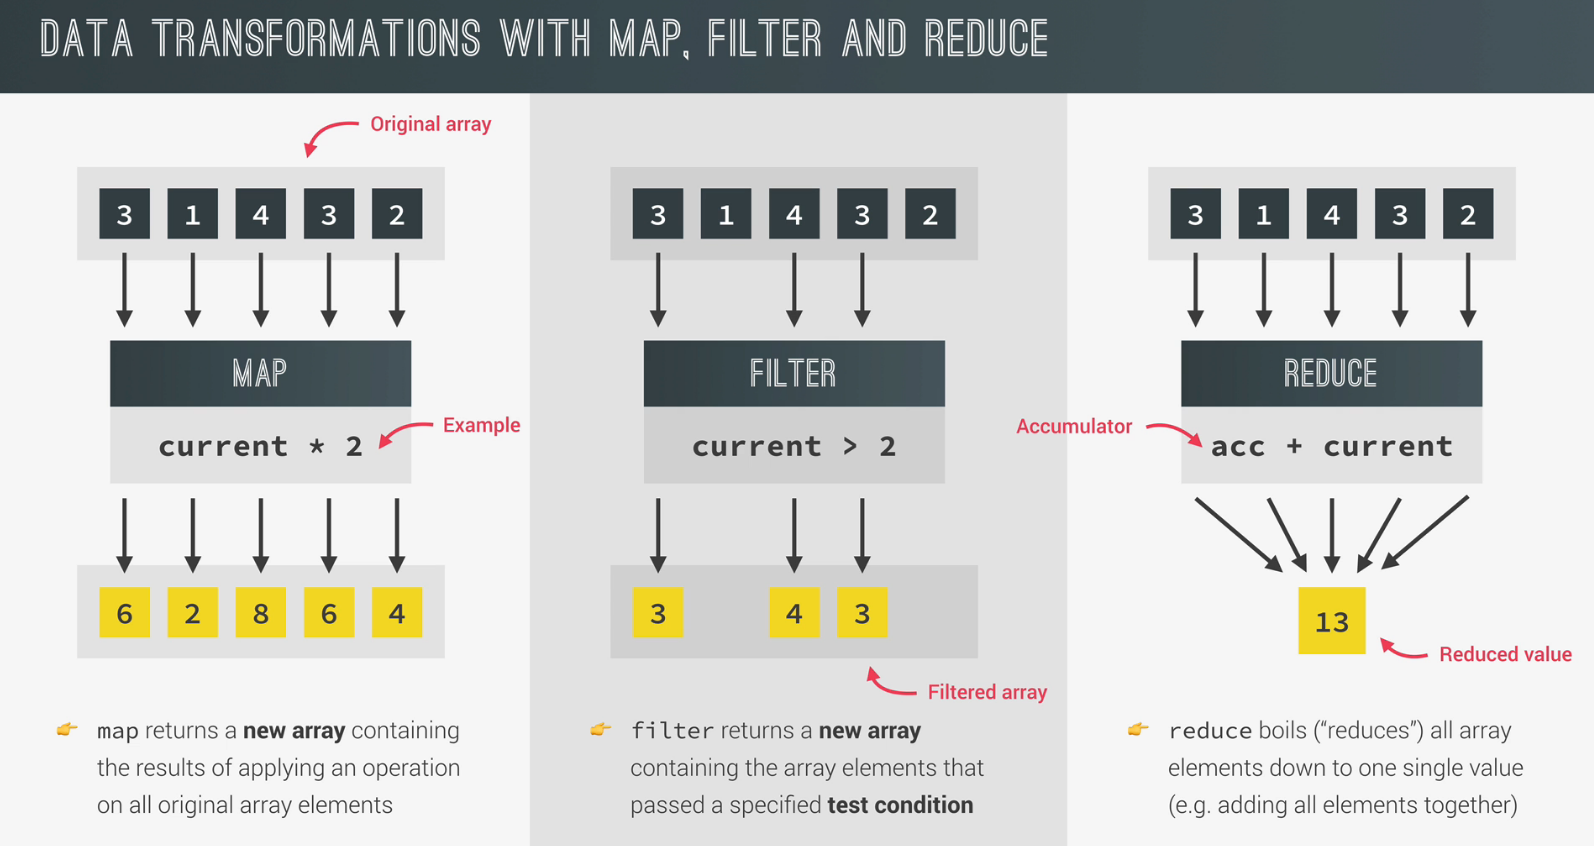 DATA TRANSFORMATIONS WITH MAP, FILTER AND REDUCE
Original array
3 1 4 3 2
MAP
current * 2
Example
6 2 8 6 4
map returns a new array containing
the results of applying an operation
on all original array elements
3 1 4 3 2
FILTER
current > 2
3 4 3
Filtered array
filter returns a new array
containing the array elements that
passed a specified test condition
3 1 4 3 2
REDUCE
Accumulator
acc + current
13
Reduced value
reduce boils (“reduces”) all array
elements down to one single value
(e.g. adding all elements together)